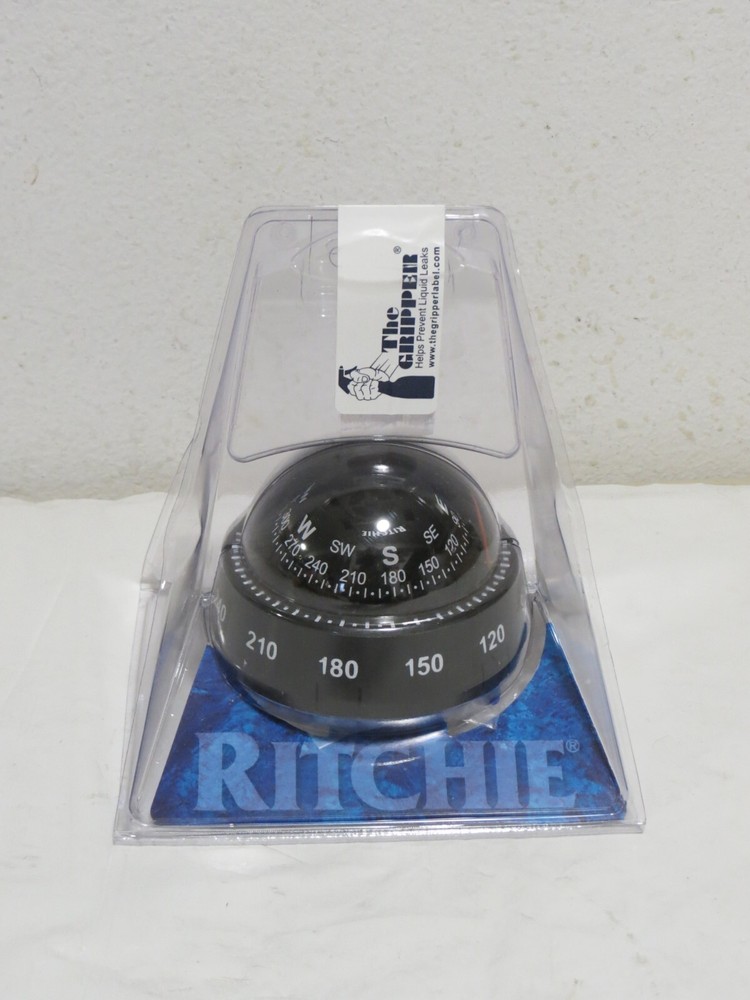 The
GRIPPER®
Helps Prevent Liquid Leaks
www.thegripperlabel.com
RITCHIE
W SW S SE
270 240 210 180 150 120
210 180 150 120
RITCHIE®